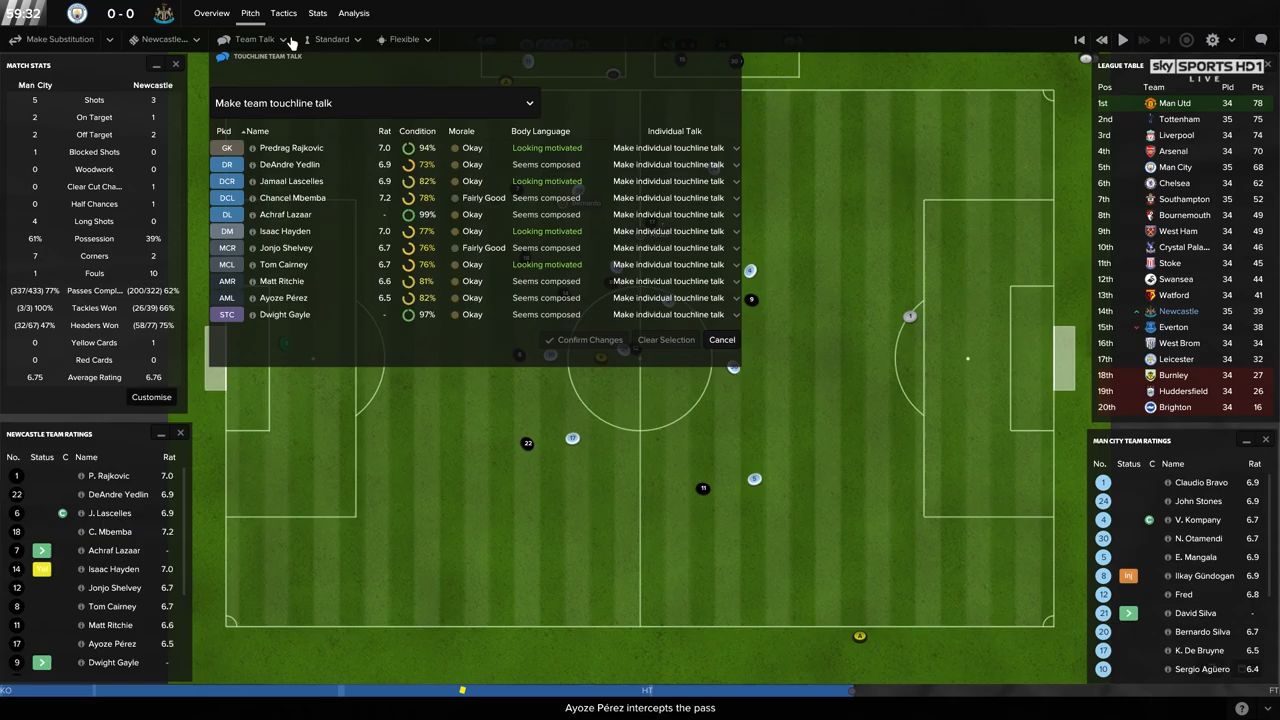 59:32 0 - 0 Overview Pitch Tactics Stats Analysis
Make Substitution Newcastle... Team Talk Standard Flexible
MATCH STATS
Man City Newcastle
5 Shots 3
2 On Target 1
2 Off Target 2
1 Blocked Shots 0
0 Woodwork 0
0 Clear Cut Cha... 1
0 Half Chances 1
4 Long Shots 0
61% Possession 39%
7 Corners 2
1 Fouls 10
(337/433) 77% Passes Compl... (200/322) 62%
(3/3) 100% Tackles Won (26/39) 66%
(32/67) 47% Headers Won (58/77) 75%
0 Yellow Cards 1
0 Red Cards 0
6.75 Average Rating 6.76
Customise
TOUCHLINE TEAM TALK
Make team touchline talk
Pkd Name Rat Condition Morale Body Language Individual Talk
GK Predrag Rajkovic 7.0 94% Okay Looking motivated Make individual touchline talk
DR DeAndre Yedlin 6.9 73% Okay Seems composed Make individual touchline talk
DCR Jamaal Lascelles 6.9 82% Okay Looking motivated Make individual touchline talk
DCL Chancel Mbemba 7.2 78% Fairly Good Seems composed Make individual touchline talk
DL Achraf Lazaar - 99% Okay Seems composed Make individual touchline talk
DM Isaac Hayden 7.0 77% Okay Looking motivated Make individual touchline talk
MCR Jonjo Shelvey 6.7 76% Fairly Good Seems composed Make individual touchline talk
MCL Tom Cairney 6.7 76% Okay Looking motivated Make individual touchline talk
AMR Matt Ritchie 6.6 81% Okay Seems composed Make individual touchline talk
AML Ayoze Pérez 6.5 82% Okay Seems composed Make individual touchline talk
STC Dwight Gayle - 97% Okay Seems composed Make individual touchline talk
Confirm Changes Clear Selection Cancel
LEAGUE TABLE
sky SPORTS HD1
LIVE
Pos Team Pld Pts
1st Man Utd 34 78
2nd Tottenham 35 75
3rd Liverpool 34 75
4th Arsenal 34 70
5th Man City 35 68
6th Chelsea 34 62
7th Southampton 35 52
8th Bournemouth 34 49
9th West Ham 34 49
10th Crystal Pala... 34 46
11th Stoke 34 45
12th Swansea 34 44
13th Watford 34 41
14th Newcastle 35 39
15th Everton 34 38
16th West Brom 34 34
17th Leicester 34 32
18th Burnley 34 27
19th Huddersfield 34 26
20th Brighton 34 16
4
9
1
22
17
11
5
A
NEWCASTLE TEAM RATINGS
No. Status C Name Rat
1 P. Rajkovic 7.0
22 DeAndre Yedlin 6.9
6 C J. Lascelles 6.9
18 C. Mbemba 7.2
7 Achraf Lazaar -
14 Yel Isaac Hayden 7.0
12 Jonjo Shelvey 6.7
8 Tom Cairney 6.7
11 Matt Ritchie 6.6
17 Ayoze Pérez 6.5
9 Dwight Gayle -
MAN CITY TEAM RATINGS
No. Status C Name Rat
1 Claudio Bravo 6.9
24 John Stones 6.9
4 C V. Kompany 6.7
30 N. Otamendi 6.7
5 E. Mangala 6.9
8 Inj Ilkay Gündogan 6.9
12 Fred 6.8
21 David Silva -
20 Bernardo Silva 6.7
17 K. De Bruyne 6.5
10 Sergio Agüero 6.4
KO HT FT
Ayoze Pérez intercepts the pass